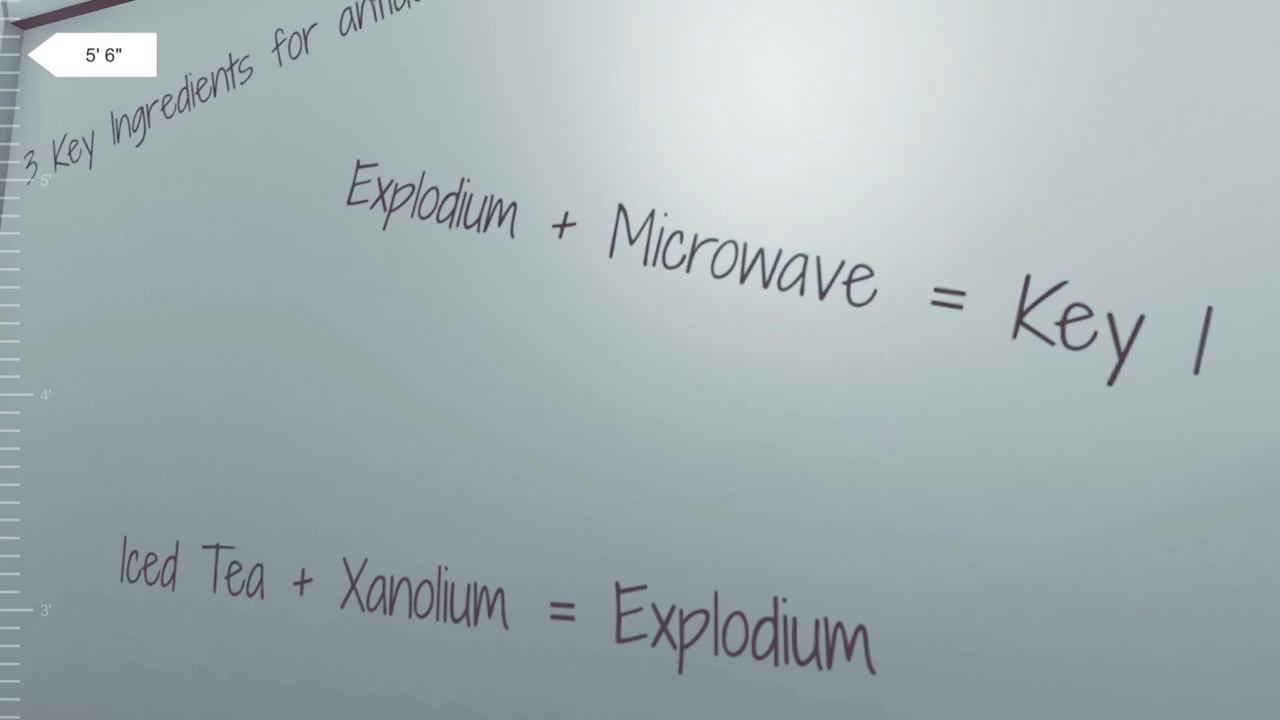 5' 6"
3 Key Ingredients for
5'
Explodium + Microwave = Key 1
4'
Iced Tea + Xanolium = Explodium
3'